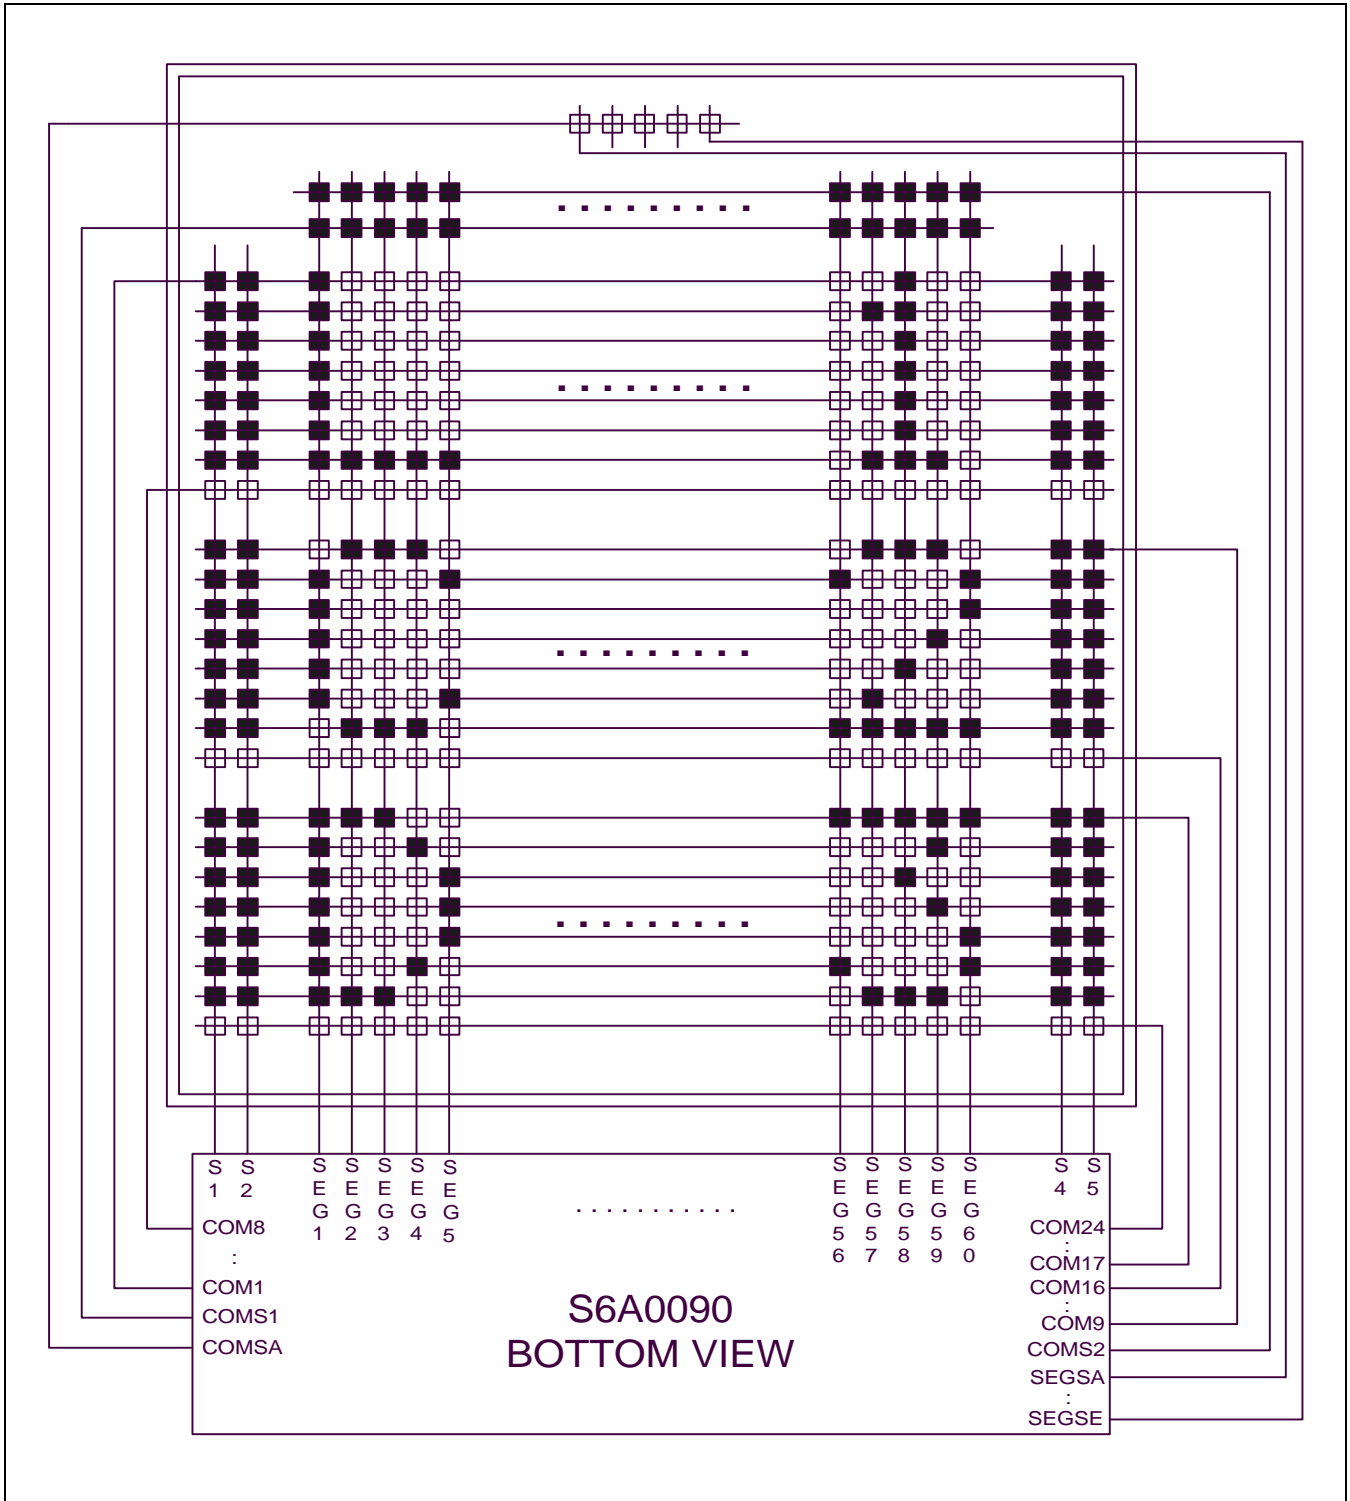 S1 S2 SEG1 SEG2 SEG3 SEG4 SEG5 ........... SEG56 SEG57 SEG58 SEG59 SEG60 S4 S5
COM8
:
COM1
COMS1
COMSA
S6A0090
BOTTOM VIEW
COM24
:
COM17
COM16
:
COM9
COMS2
SEGSA
:
SEGSE